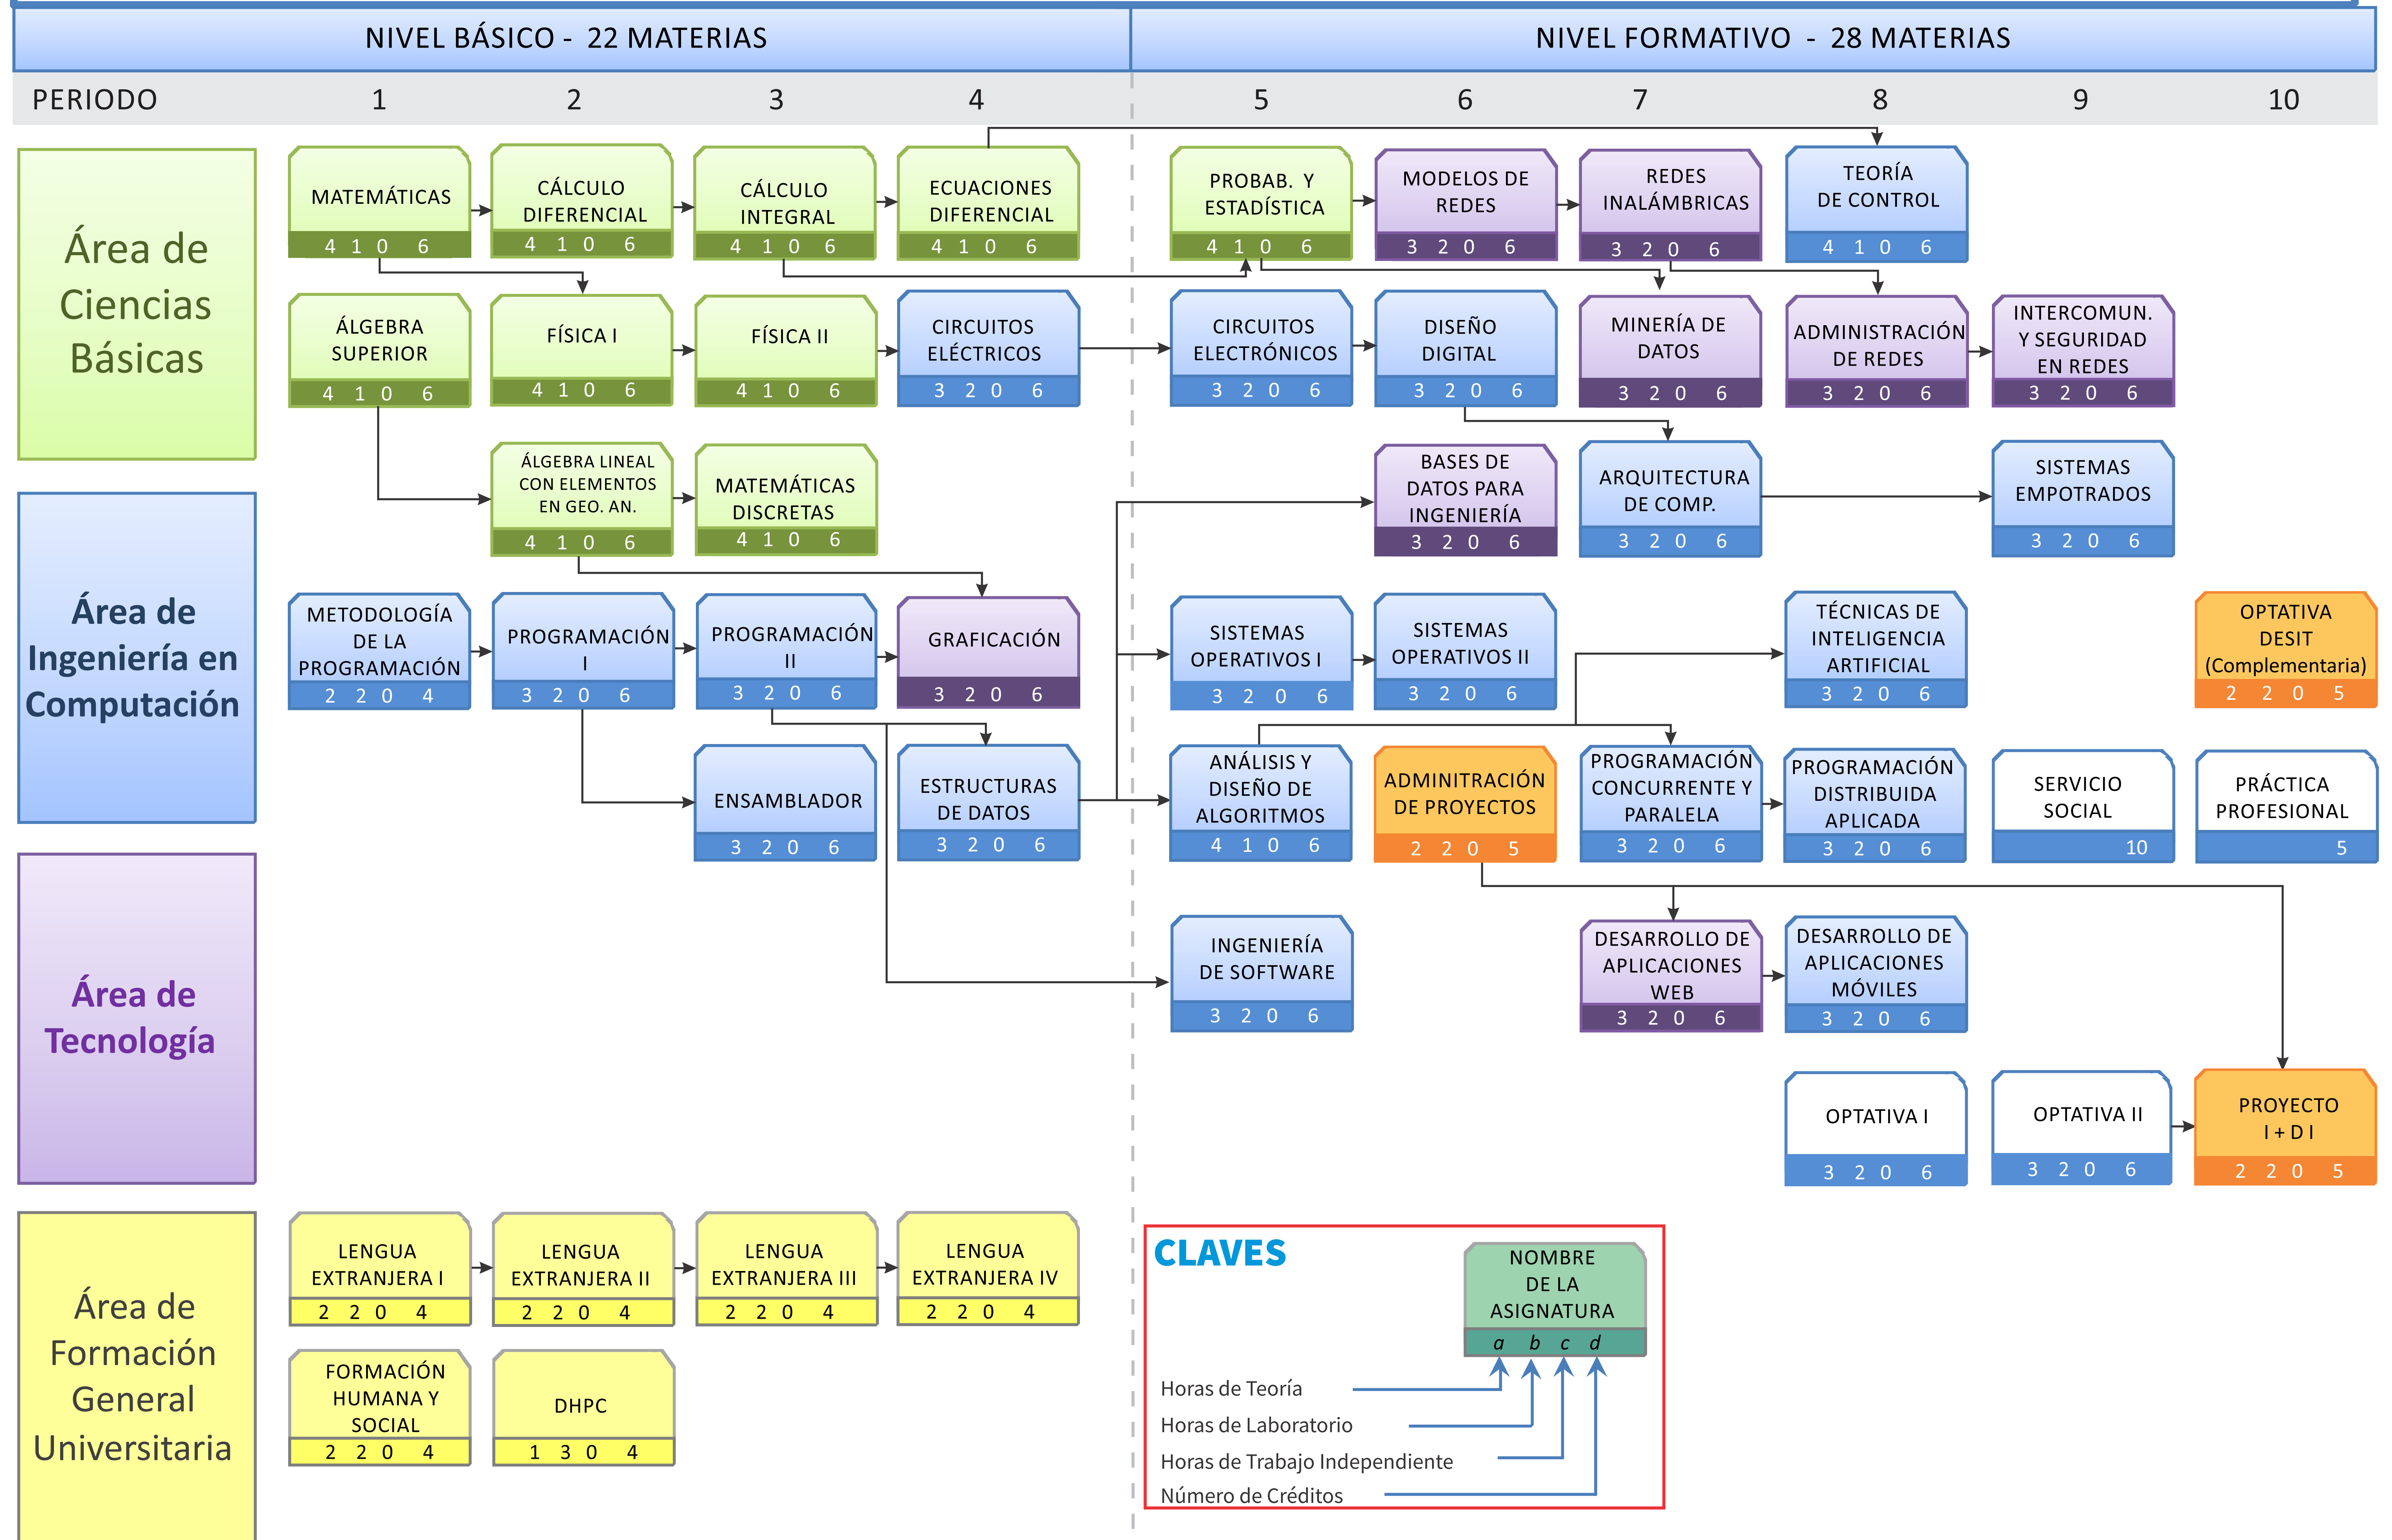 NIVEL BÁSICO - 22 MATERIAS
NIVEL FORMATIVO - 28 MATERIAS
PERIODO 1 2 3 4 5 6 7 8 9 10
Área de
Ciencias
Básicas
MATEMÁTICAS
4 1 0 6
CÁLCULO
DIFERENCIAL
4 1 0 6
CÁLCULO
INTEGRAL
4 1 0 6
ECUACIONES
DIFERENCIAL
4 1 0 6
PROBAB. Y
ESTADÍSTICA
4 1 0 6
MODELOS DE
REDES
3 2 0 6
REDES
INALÁMBRICAS
3 2 0 6
TEORÍA
DE CONTROL
4 1 0 6
ÁLGEBRA
SUPERIOR
4 1 0 6
FÍSICA I
4 1 0 6
FÍSICA II
4 1 0 6
CIRCUITOS
ELÉCTRICOS
3 2 0 6
CIRCUITOS
ELECTRÓNICOS
3 2 0 6
DISEÑO
DIGITAL
3 2 0 6
MINERÍA DE
DATOS
3 2 0 6
ADMINISTRACIÓN
DE REDES
3 2 0 6
INTERCOMUN.
Y SEGURIDAD
EN REDES
3 2 0 6
ÁLGEBRA LINEAL
CON ELEMENTOS
EN GEO. AN.
4 1 0 6
MATEMÁTICAS
DISCRETAS
4 1 0 6
BASES DE
DATOS PARA
INGENIERÍA
3 2 0 6
ARQUITECTURA
DE COMP.
3 2 0 6
SISTEMAS
EMPOTRADOS
3 2 0 6
Área de
Ingeniería en
Computación
METODOLOGÍA
DE LA
PROGRAMACIÓN
2 2 0 4
PROGRAMACIÓN
I
3 2 0 6
PROGRAMACIÓN
II
3 2 0 6
GRAFICACIÓN
3 2 0 6
SISTEMAS
OPERATIVOS I
3 2 0 6
SISTEMAS
OPERATIVOS II
3 2 0 6
TÉCNICAS DE
INTELIGENCIA
ARTIFICIAL
3 2 0 6
OPTATIVA
DESIT
(Complementaria)
2 2 0 5
ENSAMBLADOR
3 2 0 6
ESTRUCTURAS
DE DATOS
3 2 0 6
ANÁLISIS Y
DISEÑO DE
ALGORITMOS
4 1 0 6
ADMINITRACIÓN
DE PROYECTOS
2 2 0 5
PROGRAMACIÓN
CONCURRENTE Y
PARALELA
3 2 0 6
PROGRAMACIÓN
DISTRIBUIDA
APLICADA
3 2 0 6
SERVICIO
SOCIAL
10
PRÁCTICA
PROFESIONAL
5
Área de
Tecnología
INGENIERÍA
DE SOFTWARE
3 2 0 6
DESARROLLO DE
APLICACIONES
WEB
3 2 0 6
DESARROLLO DE
APLICACIONES
MÓVILES
3 2 0 6
OPTATIVA I
3 2 0 6
OPTATIVA II
3 2 0 6
PROYECTO
I + D I
2 2 0 5
Área de
Formación
General
Universitaria
LENGUA
EXTRANJERA I
2 2 0 4
LENGUA
EXTRANJERA II
2 2 0 4
LENGUA
EXTRANJERA III
2 2 0 4
LENGUA
EXTRANJERA IV
2 2 0 4
FORMACIÓN
HUMANA Y
SOCIAL
2 2 0 4
DHPC
1 3 0 4
CLAVES
NOMBRE
DE LA
ASIGNATURA
a b c d
Horas de Teoría
Horas de Laboratorio
Horas de Trabajo Independiente
Número de Créditos